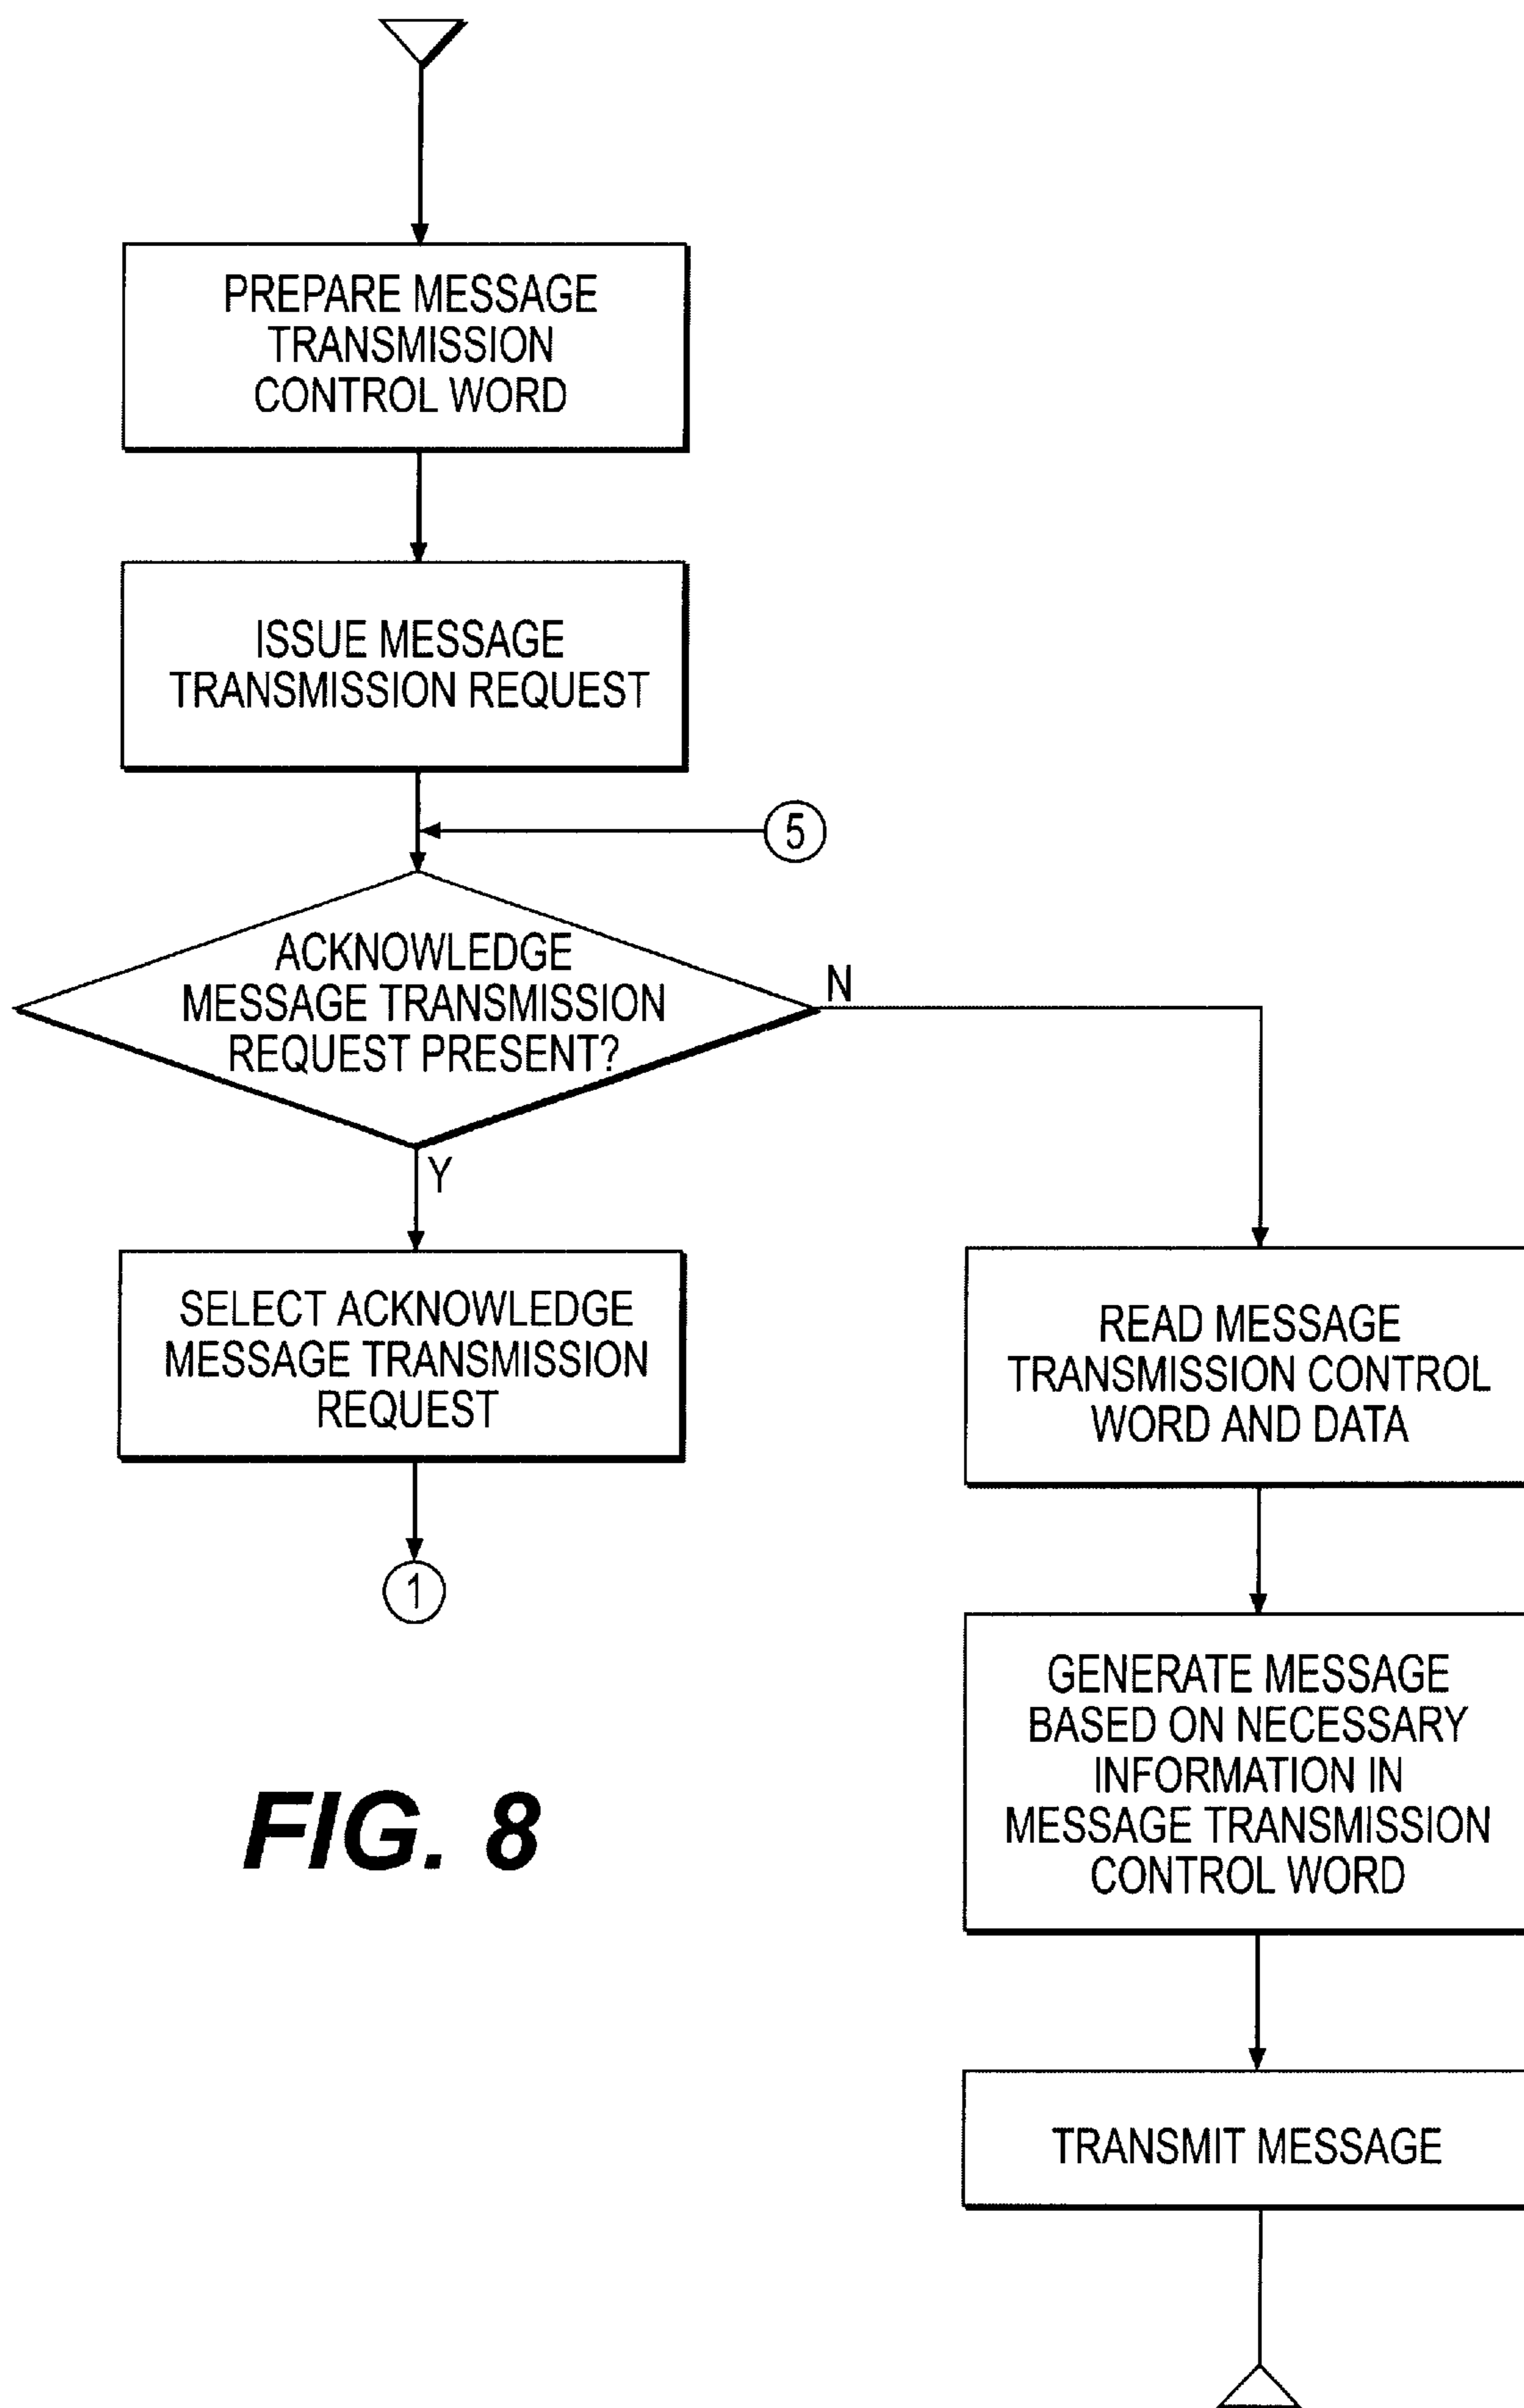 PREPARE MESSAGE
TRANSMISSION
CONTROL WORD
ISSUE MESSAGE
TRANSMISSION REQUEST
5
ACKNOWLEDGE
MESSAGE TRANSMISSION
REQUEST PRESENT?
N
Y
SELECT ACKNOWLEDGE
MESSAGE TRANSMISSION
REQUEST
1
READ MESSAGE
TRANSMISSION CONTROL
WORD AND DATA
GENERATE MESSAGE
BASED ON NECESSARY
INFORMATION IN
MESSAGE TRANSMISSION
CONTROL WORD
TRANSMIT MESSAGE
FIG. 8